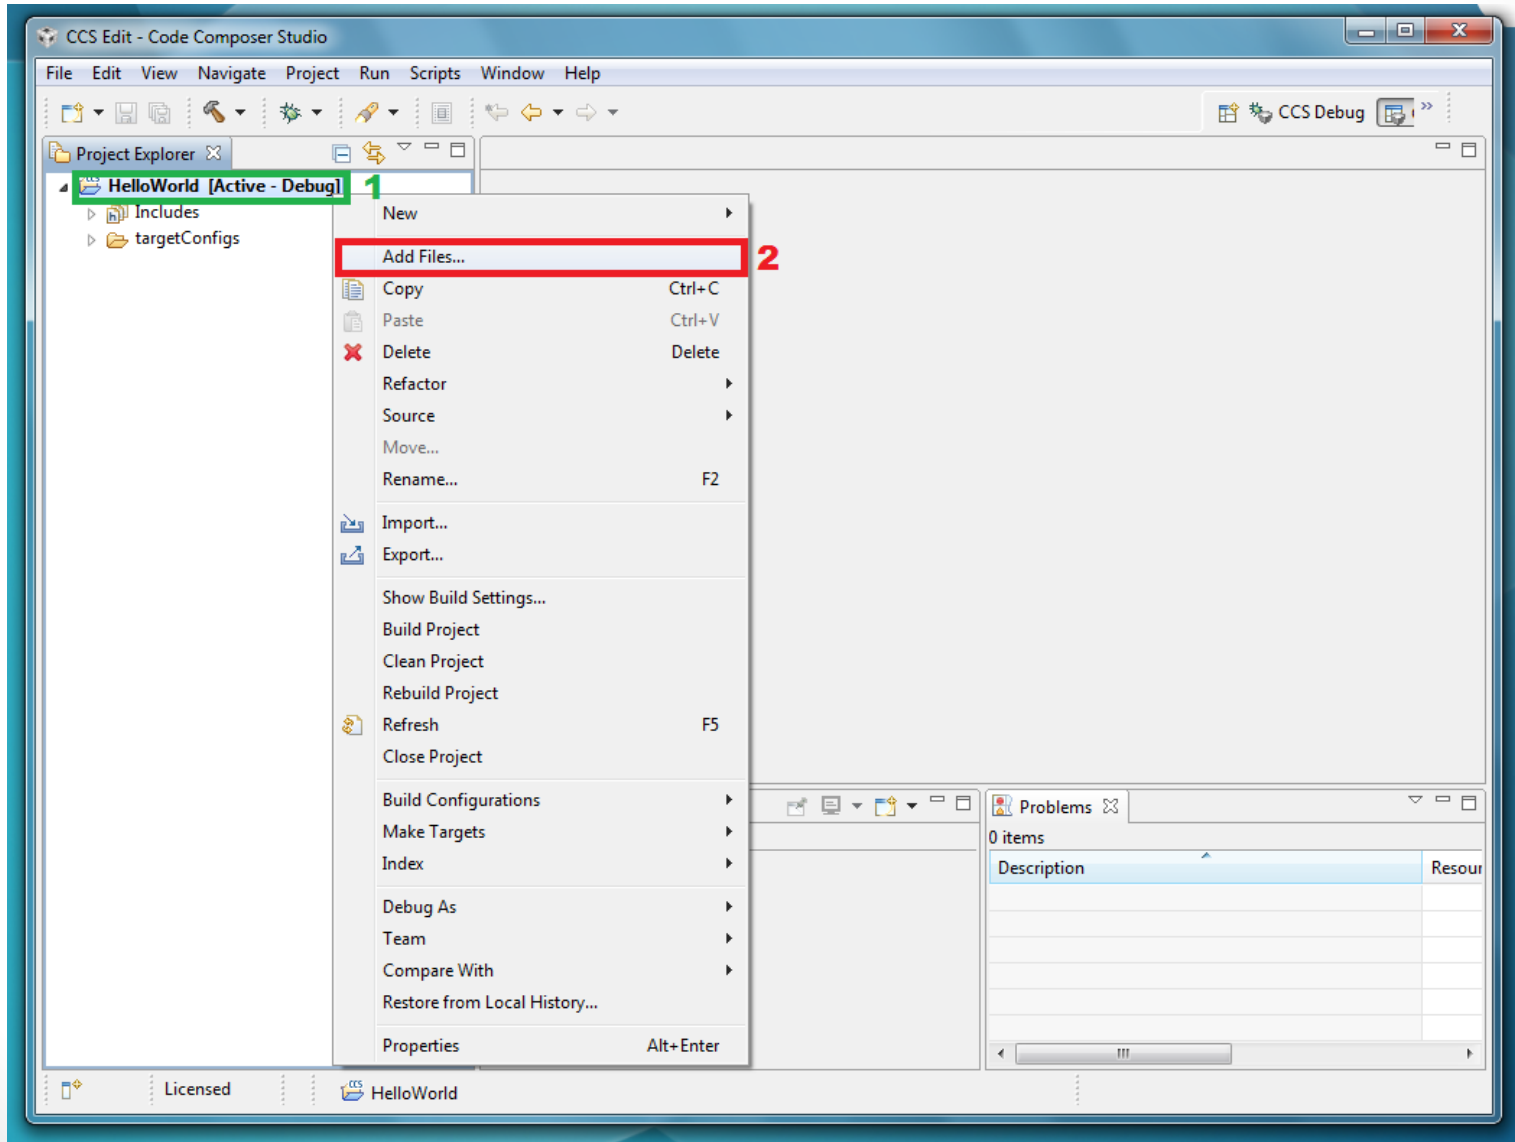 CCS Edit - Code Composer Studio
File Edit View Navigate Project Run Scripts Window Help
CCS Debug
Project Explorer
HelloWorld [Active - Debug] 1
Includes
targetConfigs
New
Add Files... 2
Copy Ctrl+C
Paste Ctrl+V
Delete Delete
Refactor
Source
Move...
Rename... F2
Import...
Export...
Show Build Settings...
Build Project
Clean Project
Rebuild Project
Refresh F5
Close Project
Build Configurations
Make Targets
Index
Debug As
Team
Compare With
Restore from Local History...
Properties Alt+Enter
Problems
0 items
Description Resour
Licensed HelloWorld